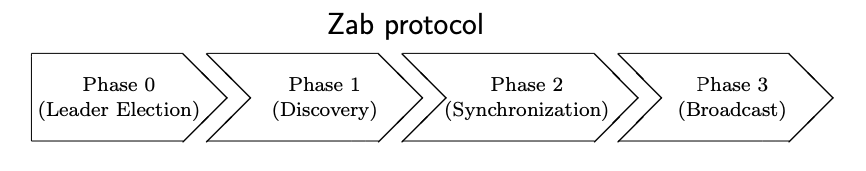 Zab protocol
Phase 0
(Leader Election)
Phase 1
(Discovery)
Phase 2
(Synchronization)
Phase 3
(Broadcast)